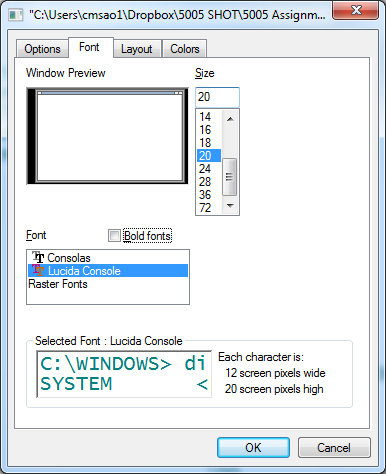 "C:\Users\cmsao1\Dropbox\5005 SHOT\5005 Assignm...
Options Font Layout Colors
Window Preview Size
20
14
16
18
20
24
28
36
72
Font Bold fonts
Consolas
Lucida Console
Raster Fonts
Selected Font : Lucida Console
C:\WINDOWS> di
SYSTEM <
Each character is:
12 screen pixels wide
20 screen pixels high
OK Cancel